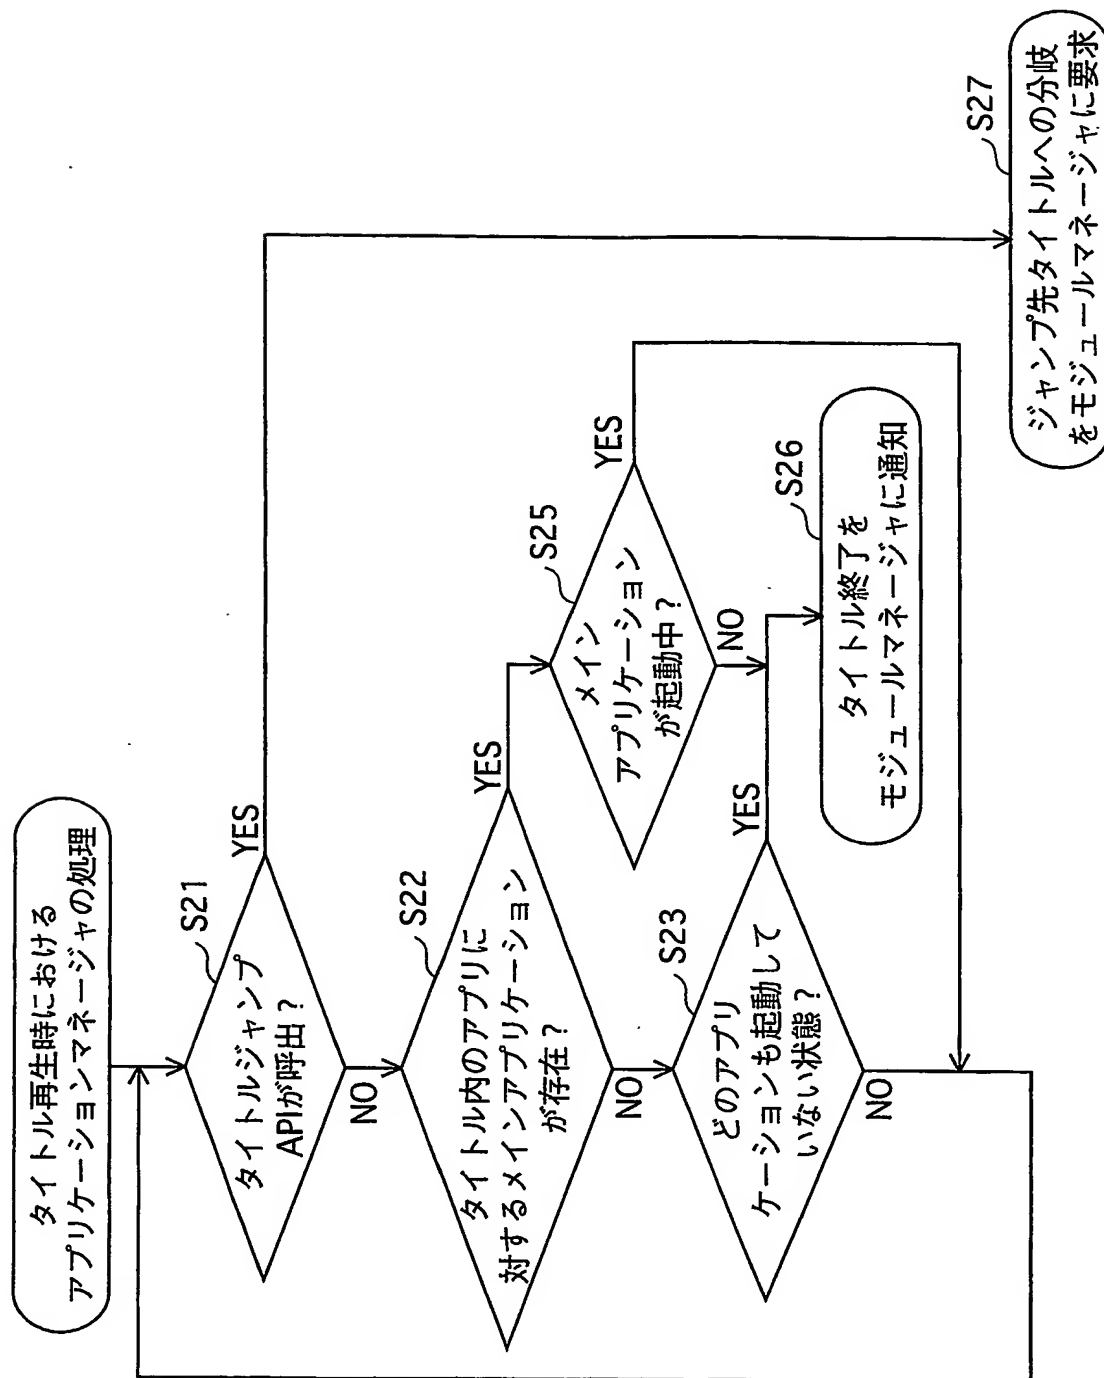 タイトル再生時における
アプリケーションマネージャの処理
S21
タイトルジャンプ
APIが呼出?
YES
NO
S22
タイトル内のアプリに
対するメインアプリケーション
が存在?
YES
NO
S25
メイン
アプリケーション
が起動中?
YES
NO
S23
どのアプリ
ケーションも起動して
いない状態?
YES
NO
S26
タイトル終了を
モジュールマネージャに通知
S27
ジャンプ先タイトルへの分岐
をモジュールマネージャに要求